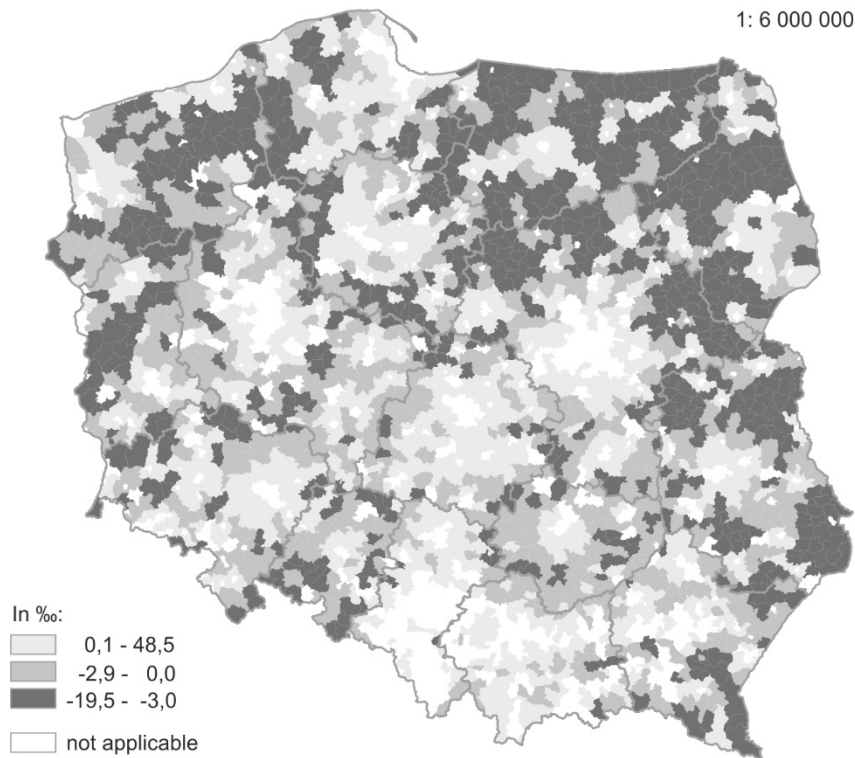 1: 6 000 000
In ‰:
0,1 - 48,5
-2,9 - 0,0
-19,5 - -3,0
not applicable